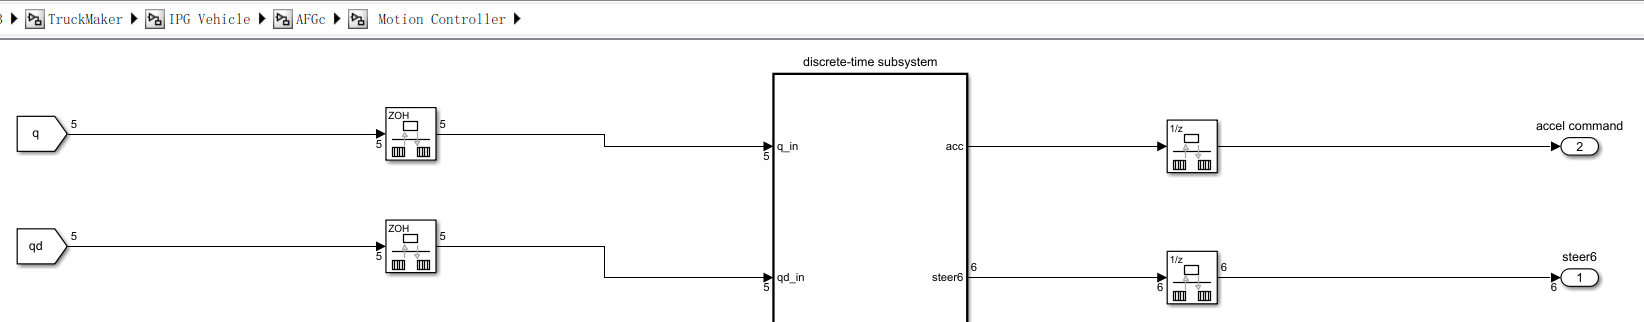 TruckMaker IPG Vehicle AFGc Motion Controller
discrete-time subsystem
q 5 5 ZOH 5 5 q_in acc 1/z accel command 2
qd 5 5 ZOH 5 5 qd_in steer6 6 6 1/z 6 6 steer6 1